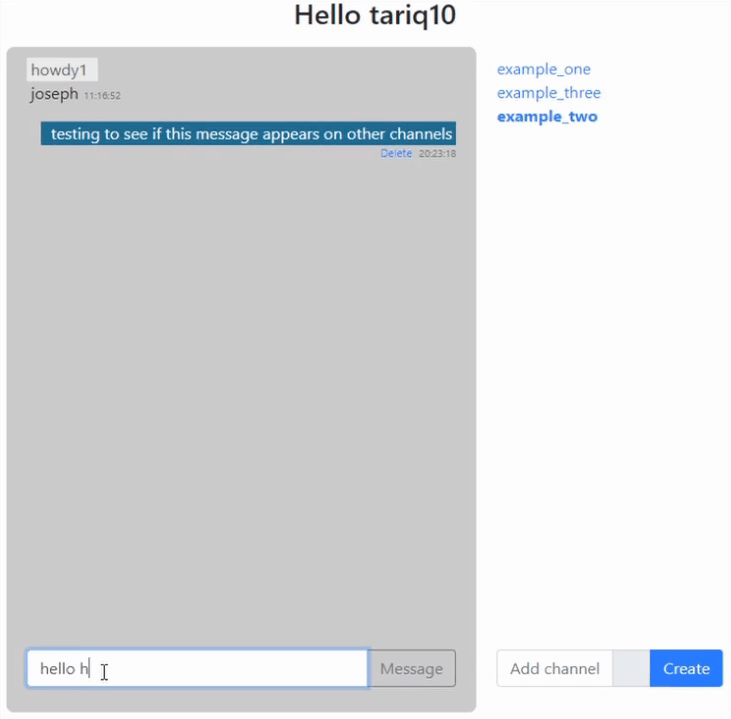 Hello tariq10
howdy1
joseph 11:16:52
testing to see if this message appears on other channels
Delete 20:23:18
hello h
Message
example_one
example_three
example_two
Add channel
Create